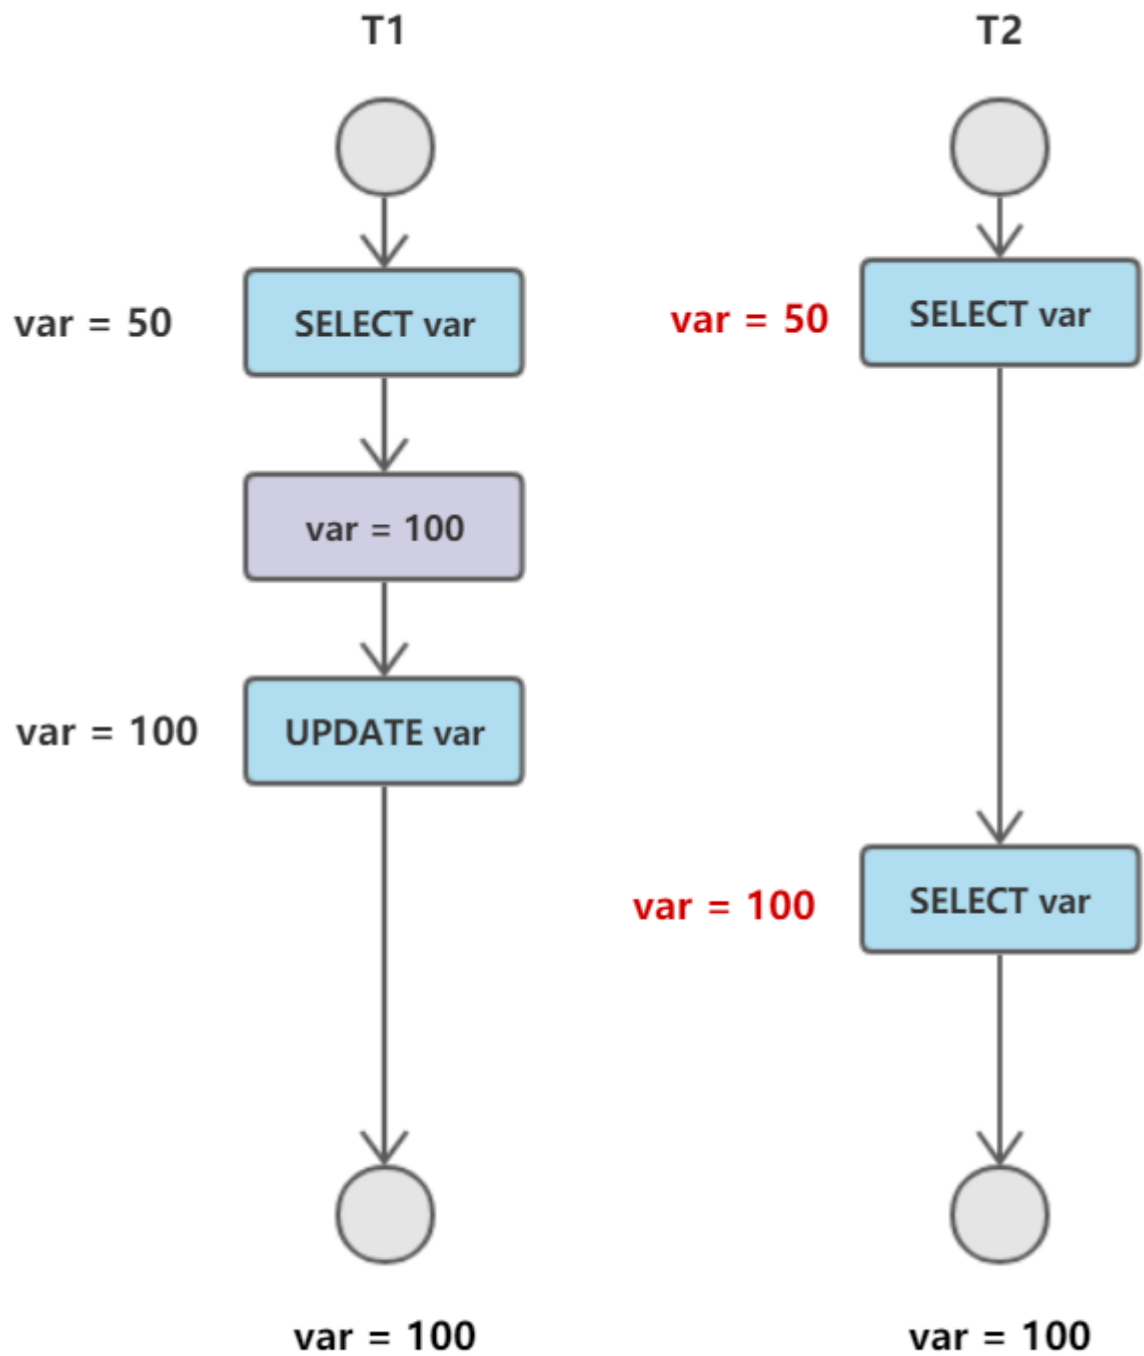 T1
T2
var = 50
SELECT var
var = 50
SELECT var
var = 100
var = 100
UPDATE var
var = 100
SELECT var
var = 100
var = 100